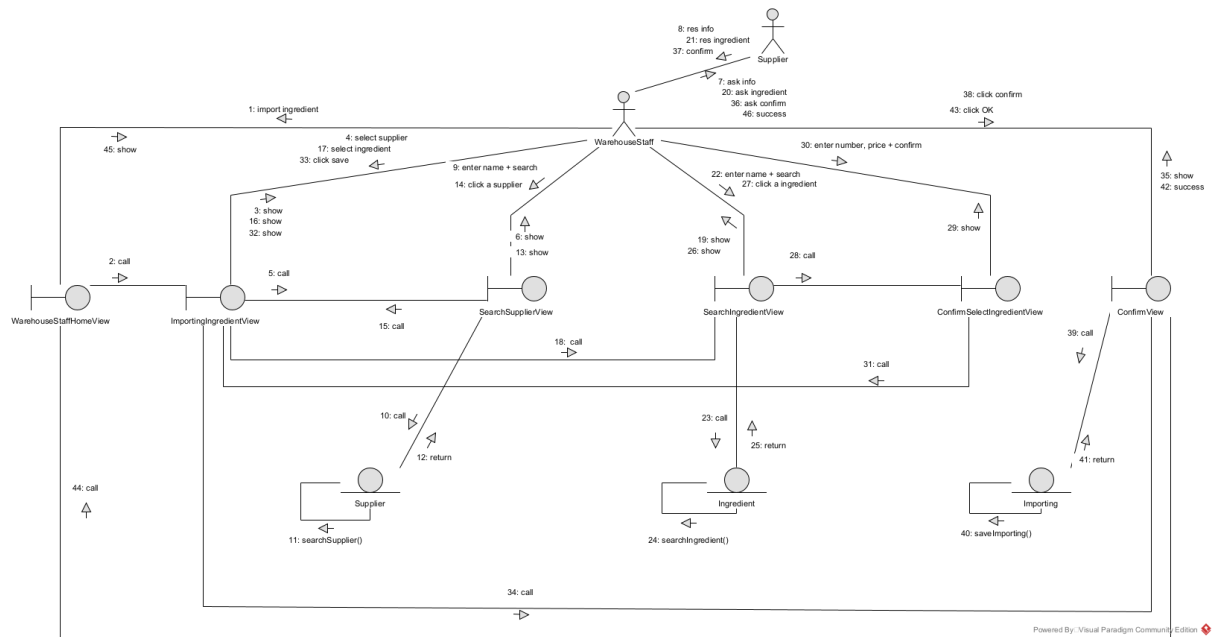 8: res info
21: res ingredient
37: confirm
Supplier
7: ask info
20: ask ingredient
36: ask confirm
46: success
1: import ingredient
38: click confirm
43: click OK
WarehouseStaff
45: show
4: select supplier
17: select ingredient
33: click save
9: enter name + search
14: click a supplier
22: enter name + search
27: click a ingredient
30: enter number, price + confirm
35: show
42: success
3: show
16: show
32: show
6: show
13: show
19: show
26: show
29: show
2: call
5: call
28: call
WarehouseStaffHomeView
ImportingIngredientView
SearchSupplierView
SearchIngredientView
ConfirmSelectIngredientView
ConfirmView
15: call
18: call
31: call
39: call
10: call
12: return
23: call
25: return
41: return
44: call
Supplier
Ingredient
Importing
11: searchSupplier()
24: searchIngredient()
40: saveImporting()
34: call
Powered By: Visual Paradigm Community Edition